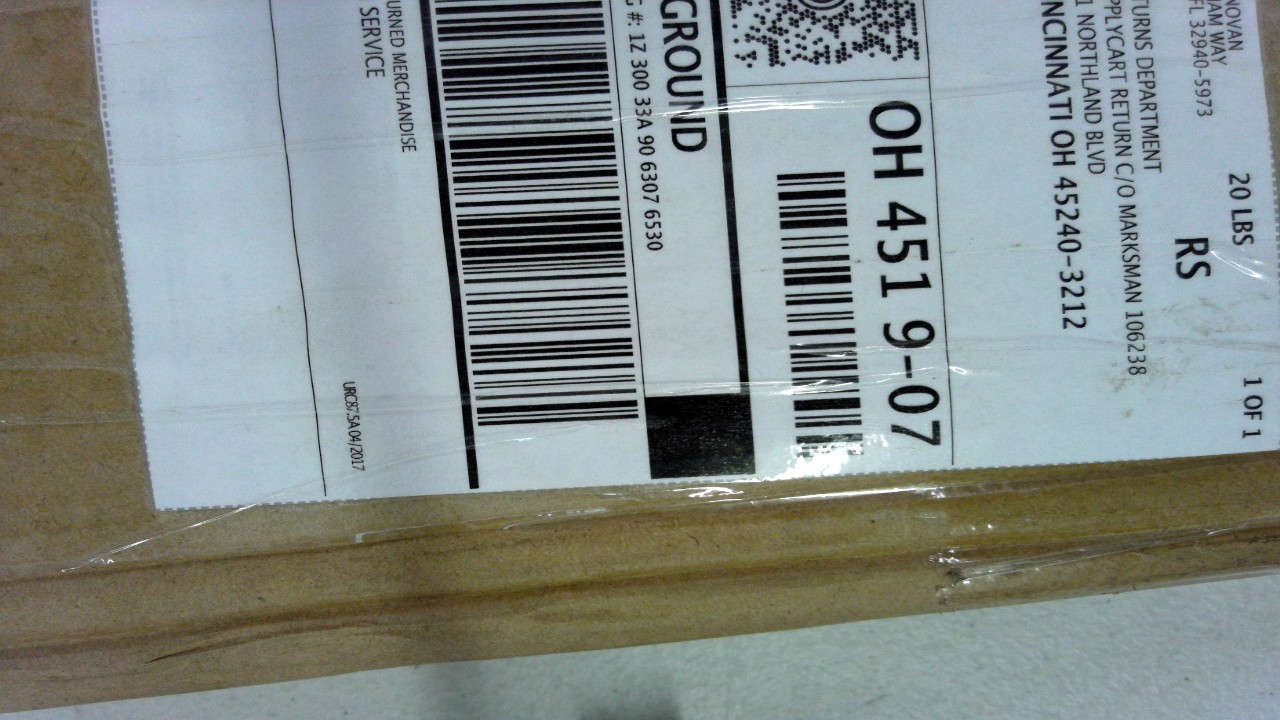 NOVAN
AM WAY
FL 32940-5973
20 LBS
1 OF 1
RS
TURNS DEPARTMENT
PPLYCART RETURN C/O MARKSMAN 106238
1 NORTHLAND BLVD
NCINNATI OH 45240-3212
OH 451 9-07
GROUND
G #: 1Z 300 33A 90 6307 6530
URNED MERCHANDISE
SERVICE
URC87.5A 04/2017